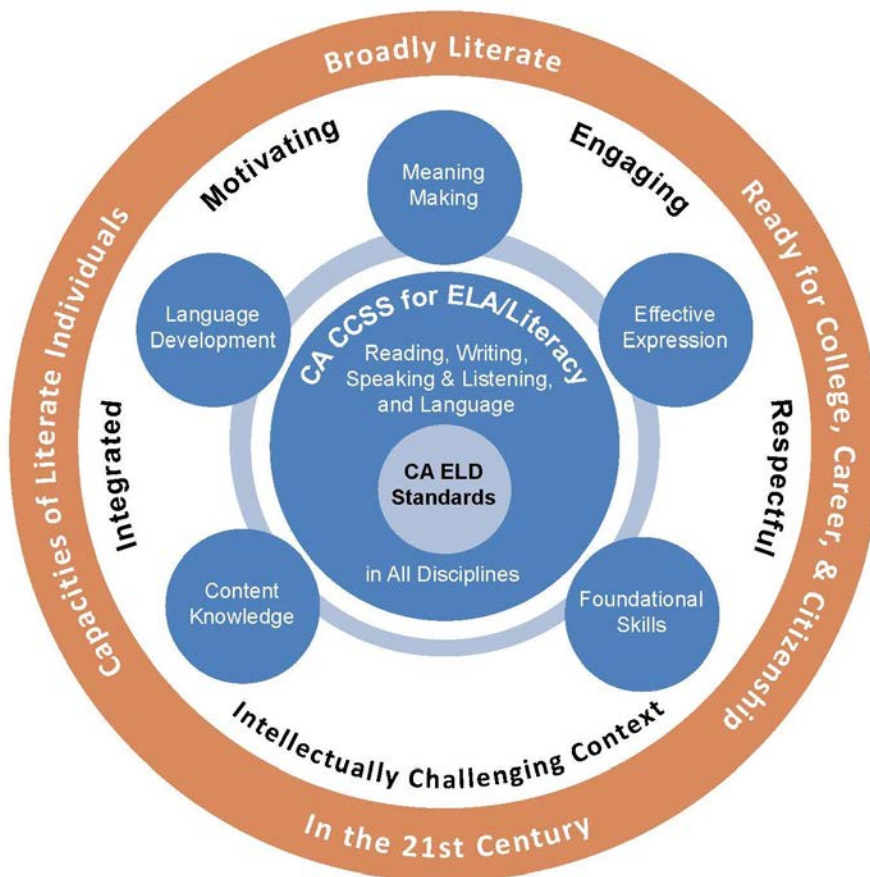 Broadly Literate
Ready for College, Career, & Citizenship
In the 21st Century
Capacities of Literate Individuals
Motivating
Engaging
Respectful
Intellectually Challenging Context
Integrated
Meaning
Making
Effective
Expression
Foundational
Skills
Content
Knowledge
Language
Development
CA CCSS for ELA/Literacy
Reading, Writing,
Speaking & Listening,
and Language
CA ELD
Standards
in All Disciplines